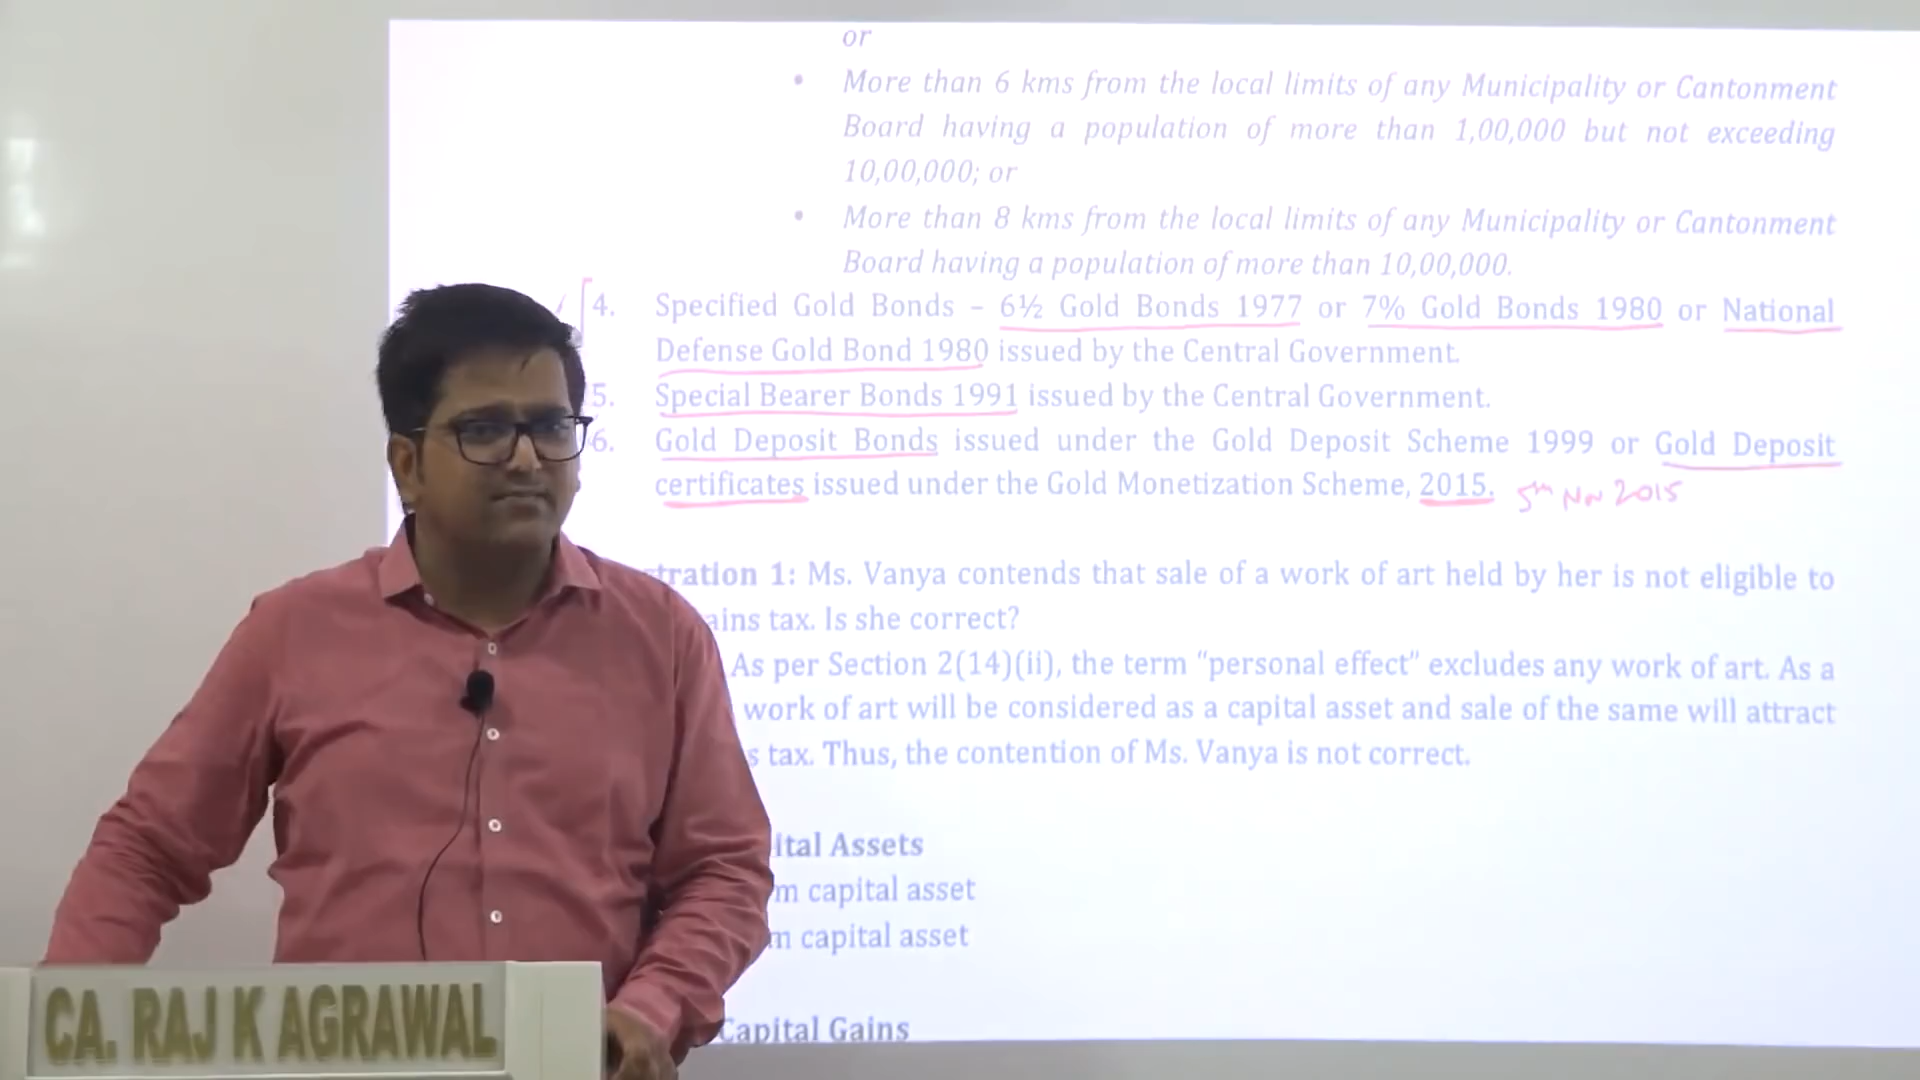 or
• More than 6 kms from the local limits of any Municipality or Cantonment
Board having a population of more than 1,00,000 but not exceeding
10,00,000; or
• More than 8 kms from the local limits of any Municipality or Cantonment
Board having a population of more than 10,00,000.
4. Specified Gold Bonds – 6½ Gold Bonds 1977 or 7% Gold Bonds 1980 or National
Defense Gold Bond 1980 issued by the Central Government.
5. Special Bearer Bonds 1991 issued by the Central Government.
6. Gold Deposit Bonds issued under the Gold Deposit Scheme 1999 or Gold Deposit
certificates issued under the Gold Monetization Scheme, 2015. 5th Nov 2015
tration 1: Ms. Vanya contends that sale of a work of art held by her is not eligible to
ains tax. Is she correct?
As per Section 2(14)(ii), the term “personal effect” excludes any work of art. As a
work of art will be considered as a capital asset and sale of the same will attract
s tax. Thus, the contention of Ms. Vanya is not correct.
ital Assets
m capital asset
m capital asset
Capital Gains
CA. RAJ K AGRAWAL